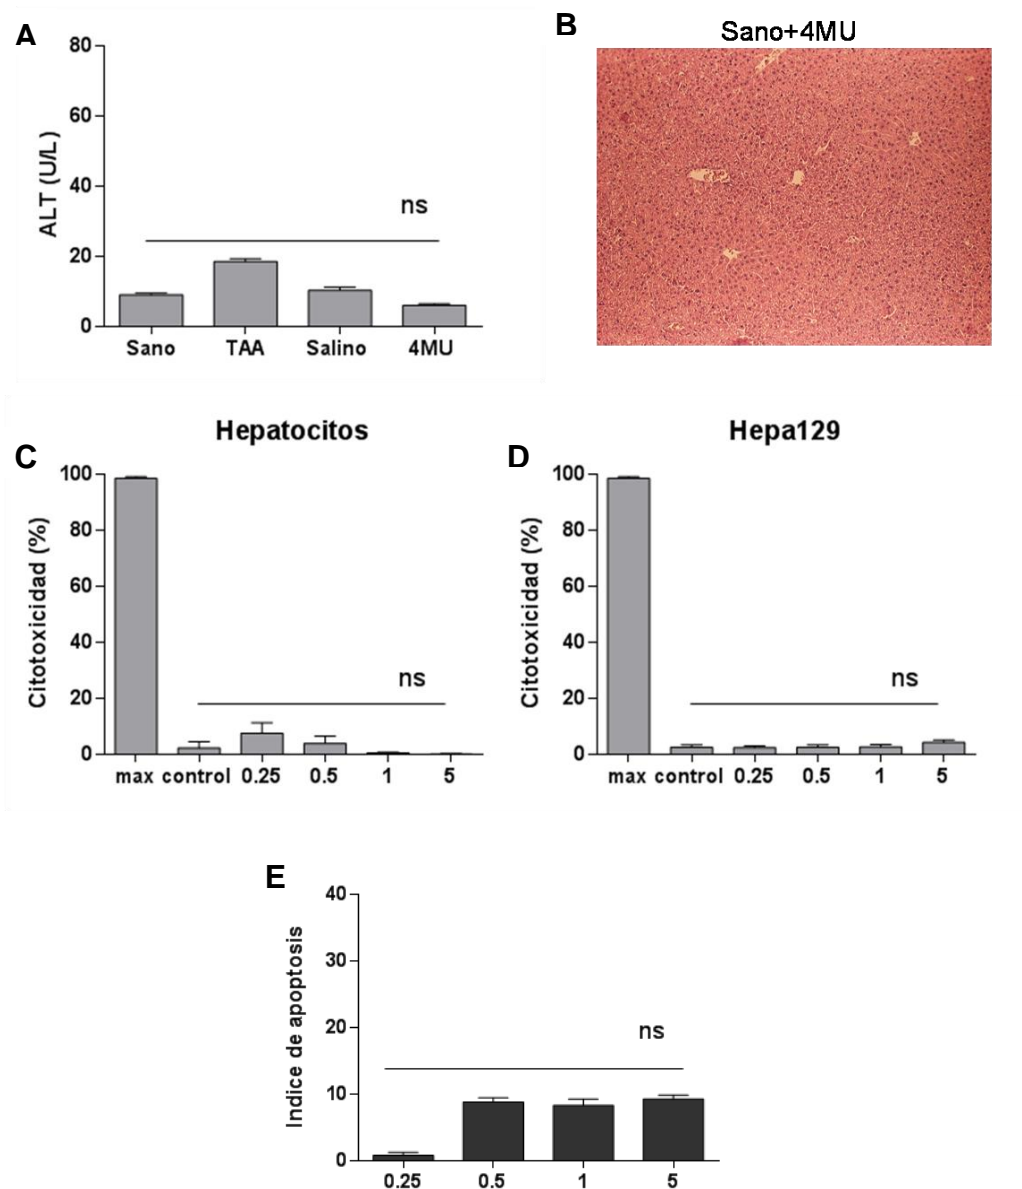 A
ALT (U/L)
80
60
40
20
0
ns
Sano TAA Salino 4MU
B
Sano+4MU
C
Hepatocitos
Citotoxicidad (%)
100
80
60
40
20
0
ns
max control 0.25 0.5 1 5
D
Hepa129
Citotoxicidad (%)
100
80
60
40
20
0
ns
max control 0.25 0.5 1 5
E
Indice de apoptosis
40
30
20
10
0
ns
0.25 0.5 1 5